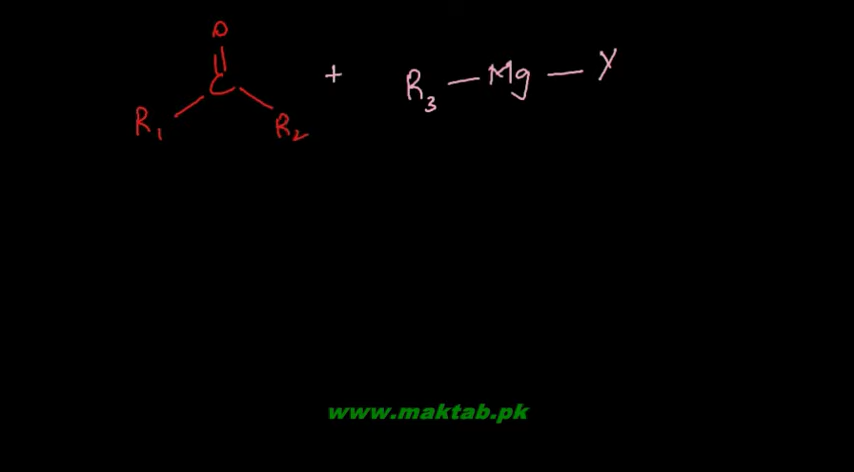 O
C
R1 R2
+ R3 — Mg — X
www.maktab.pk